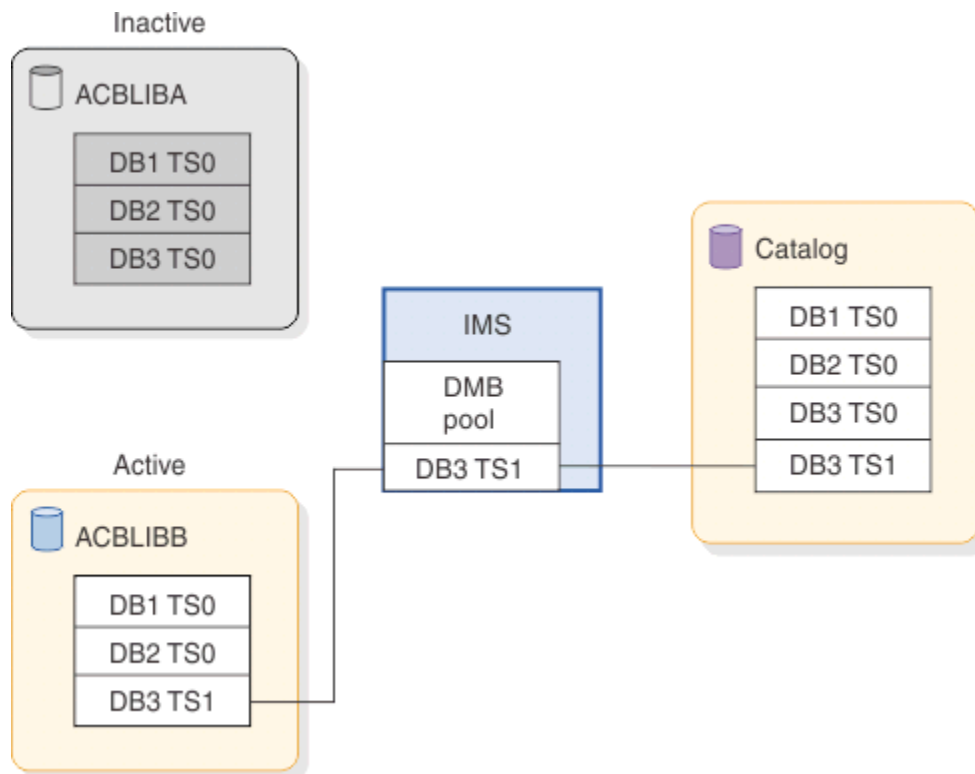 Inactive
ACBLIBA
DB1 TS0
DB2 TS0
DB3 TS0
Active
ACBLIBB
DB1 TS0
DB2 TS0
DB3 TS1
IMS
DMB
pool
DB3 TS1
Catalog
DB1 TS0
DB2 TS0
DB3 TS0
DB3 TS1